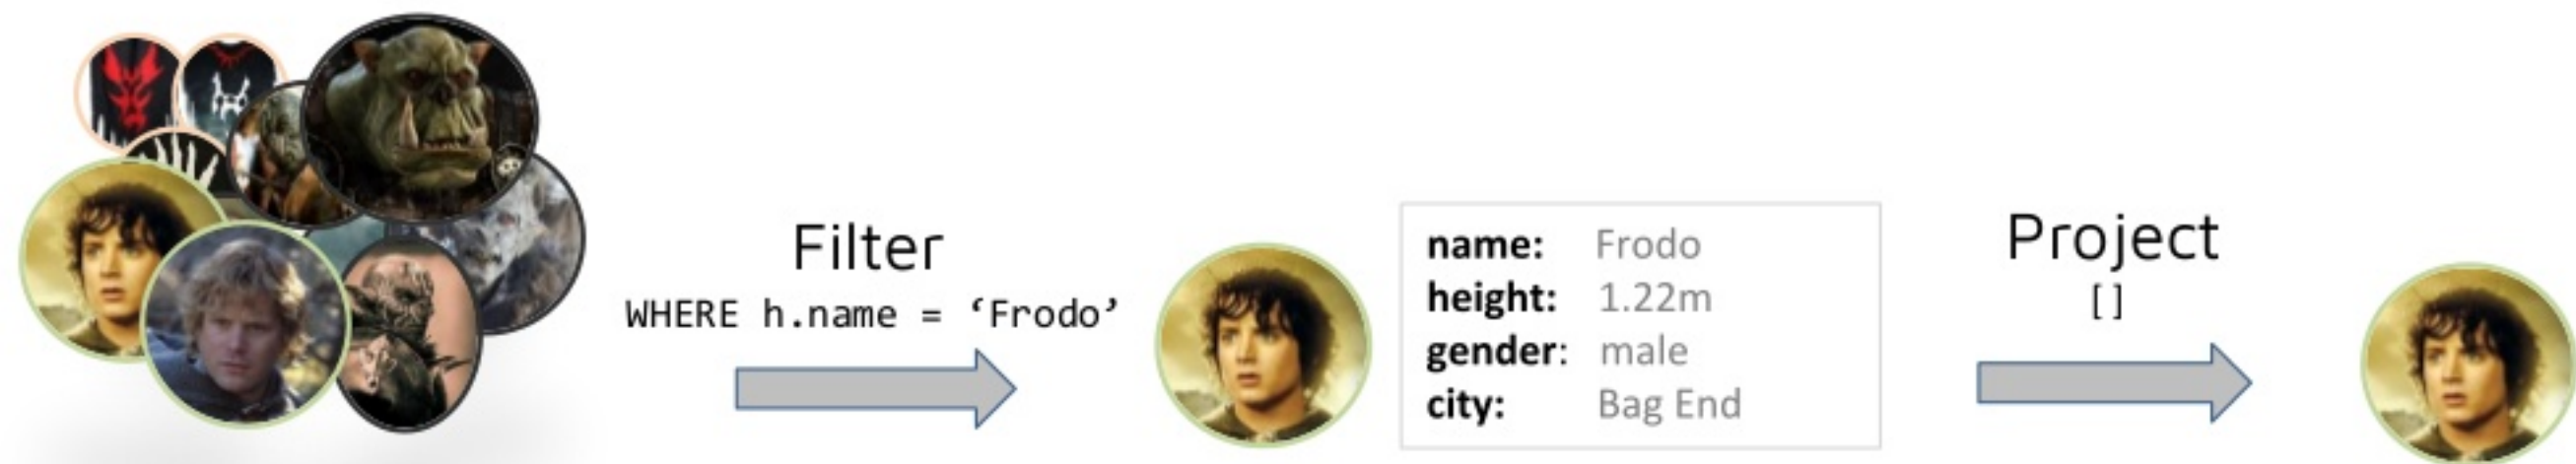 Filter
WHERE h.name = ‘Frodo’
name: Frodo
height: 1.22m
gender: male
city: Bag End
Project
[]